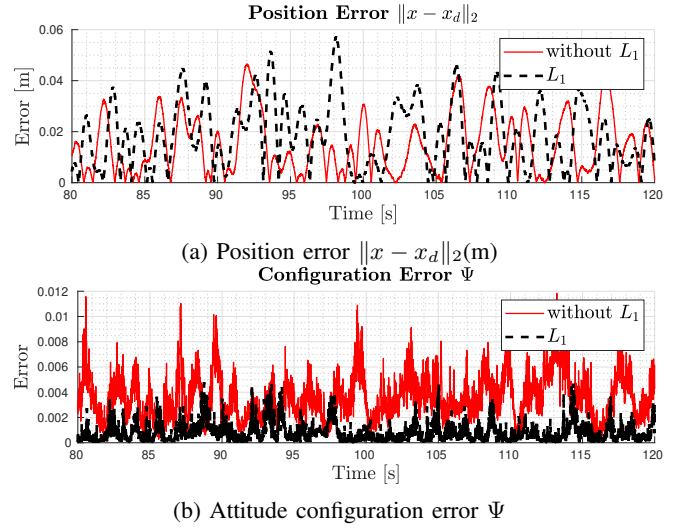 Position Error ‖x − x_d‖₂
0.06
0.04
0.02
0
Error [m]
without L₁
L₁
80 85 90 95 100 105 110 115 120
Time [s]
(a) Position error ‖x − x_d‖₂(m)
Configuration Error Ψ
0.012
0.01
0.008
0.006
0.004
0.002
0
Error
without L₁
L₁
80 85 90 95 100 105 110 115 120
Time [s]
(b) Attitude configuration error Ψ